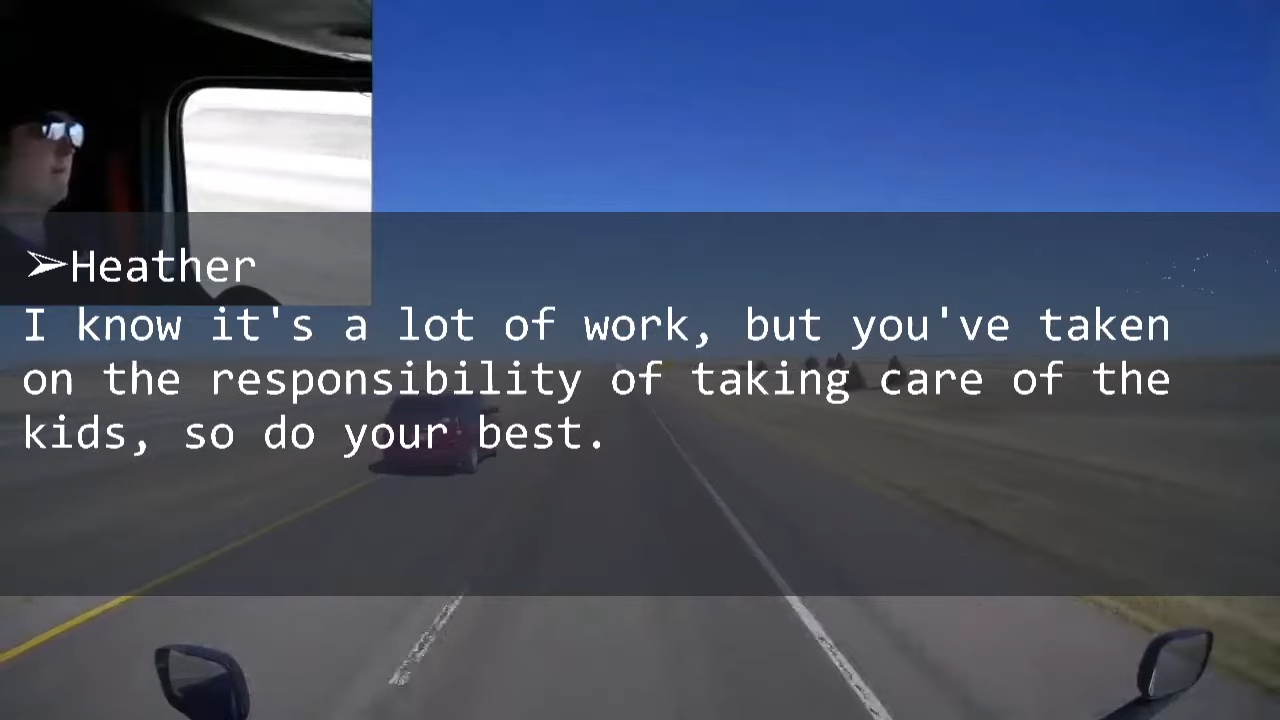 ➢Heather
I know it's a lot of work, but you've taken
on the responsibility of taking care of the
kids, so do your best.